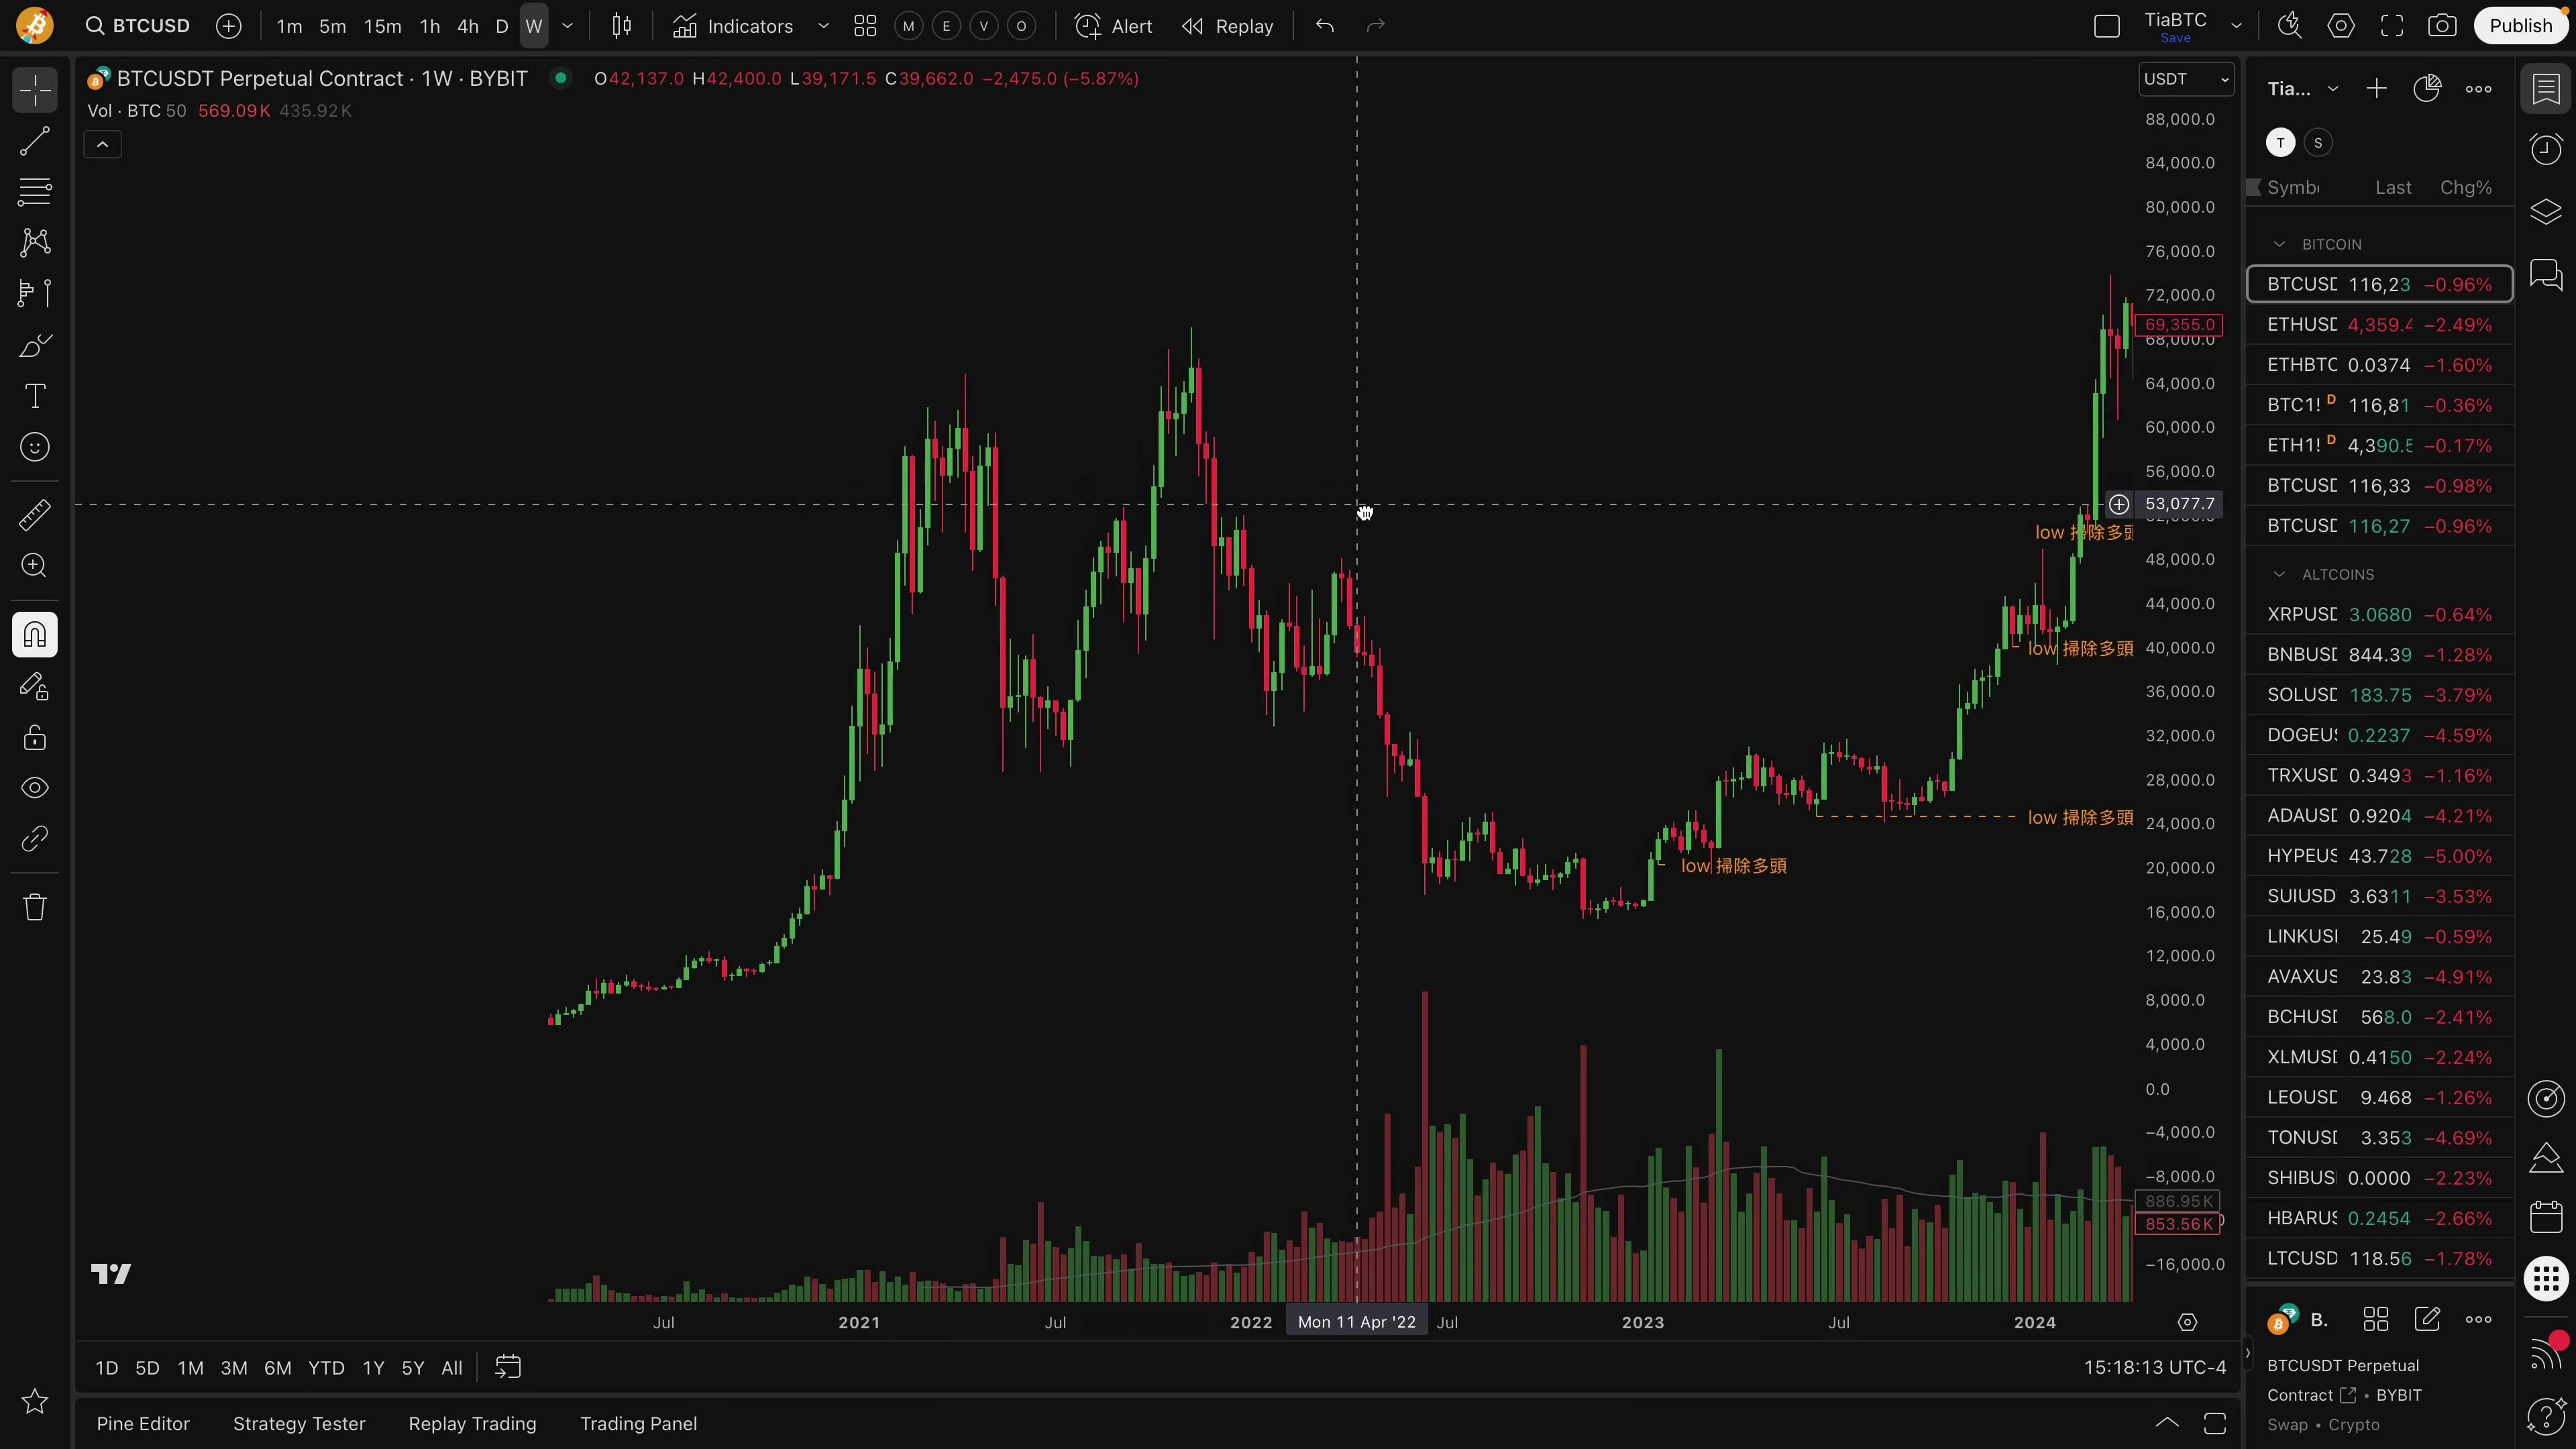 BTCUSD
1m 5m 15m 1h 4h D W
Indicators
M E V O
Alert
Replay
TiaBTC
Save
Publish
BTCUSDT Perpetual Contract · 1W · BYBIT
O42,137.0 H42,400.0 L39,171.5 C39,662.0 −2,475.0 (−5.87%)
Vol · BTC 50 569.09 K 435.92 K
USDT
88,000.0
84,000.0
80,000.0
76,000.0
72,000.0
69,355.0
68,000.0
64,000.0
60,000.0
56,000.0
53,077.7
low 掃除多頭
48,000.0
44,000.0
low 掃除多頭
40,000.0
36,000.0
32,000.0
28,000.0
low 掃除多頭
24,000.0
low 掃除多頭
20,000.0
16,000.0
12,000.0
8,000.0
4,000.0
0.0
−4,000.0
−8,000.0
886.95 K
853.56 K
−16,000.0
Jul 2021 Jul 2022 Mon 11 Apr '22 Jul 2023 Jul 2024
1D 5D 1M 3M 6M YTD 1Y 5Y All
15:18:13 UTC-4
Pine Editor Strategy Tester Replay Trading Trading Panel
Tia...
T S
Last Chg%
BITCOIN
BTCUSD 116,23 −0.96%
ETHUSD 4,359.4 −2.49%
ETHBTC 0.0374 −1.60%
BTC1! D 116,81 −0.36%
ETH1! D 4,390.5 −0.17%
BTCUSD 116,33 −0.98%
BTCUSD 116,27 −0.96%
ALTCOINS
XRPUSD 3.0680 −0.64%
BNBUSD 844.39 −1.28%
SOLUSD 183.75 −3.79%
DOGEUS 0.2237 −4.59%
TRXUSD 0.3493 −1.16%
ADAUSD 0.9204 −4.21%
HYPEUS 43.728 −5.00%
SUIUSD 3.6311 −3.53%
LINKUSD 25.49 −0.59%
AVAXUS 23.83 −4.91%
BCHUSD 568.0 −2.41%
XLMUSD 0.4150 −2.24%
LEOUSD 9.468 −1.26%
TONUSD 3.353 −4.69%
SHIBUS 0.0000 −2.23%
HBARUS 0.2454 −2.66%
LTCUSD 118.56 −1.78%
B.
BTCUSDT Perpetual
Contract • BYBIT
Swap • Crypto